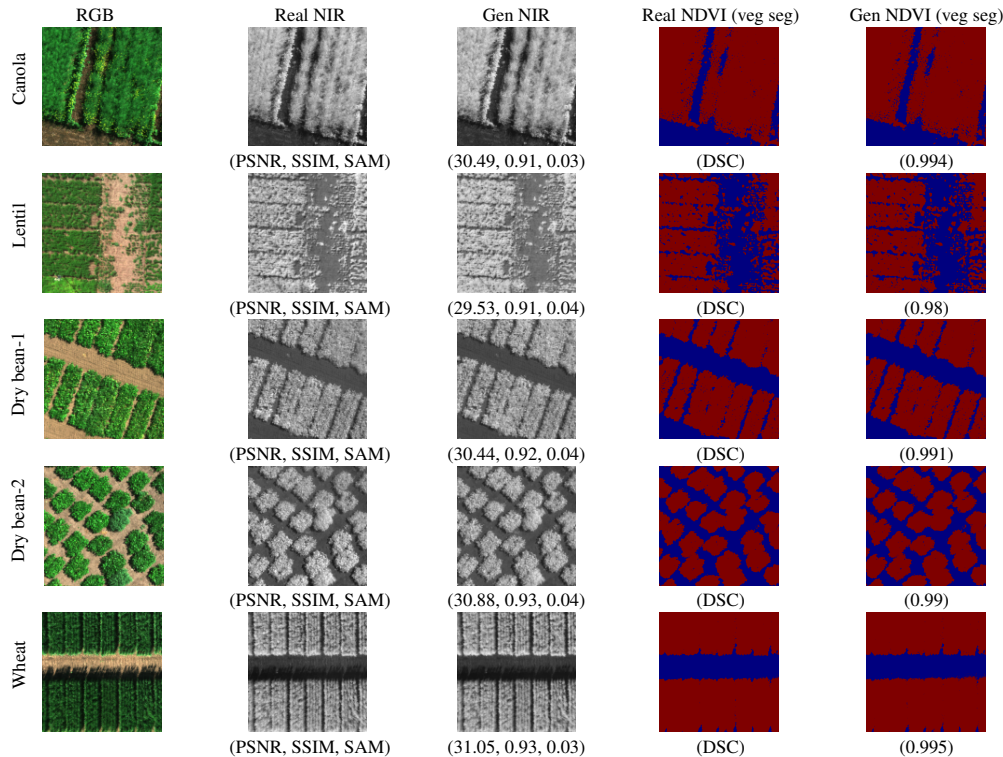 RGB Real NIR Gen NIR Real NDVI (veg seg) Gen NDVI (veg seg)
Canola
(PSNR, SSIM, SAM) (30.49, 0.91, 0.03) (DSC) (0.994)
Lentil
(PSNR, SSIM, SAM) (29.53, 0.91, 0.04) (DSC) (0.98)
Dry bean-1
(PSNR, SSIM, SAM) (30.44, 0.92, 0.04) (DSC) (0.991)
Dry bean-2
(PSNR, SSIM, SAM) (30.88, 0.93, 0.04) (DSC) (0.99)
Wheat
(PSNR, SSIM, SAM) (31.05, 0.93, 0.03) (DSC) (0.995)